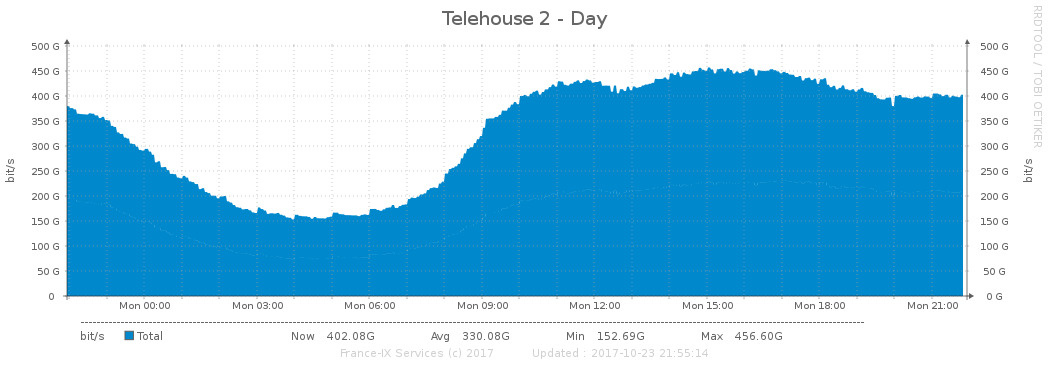 Telehouse 2 - Day
RRDTOOL / TOBI OETIKER
500 G 500 G
450 G 450 G
400 G 400 G
350 G 350 G
300 G 300 G
250 G 250 G
200 G 200 G
150 G 150 G
100 G 100 G
50 G 50 G
0 0 G
bit/s
bit/s
Mon 00:00 Mon 03:00 Mon 06:00 Mon 09:00 Mon 12:00 Mon 15:00 Mon 18:00 Mon 21:00
bit/s Total Now 402.08G Avg 330.08G Min 152.69G Max 456.60G
France-IX Services (c) 2017 Updated : 2017-10-23 21:55:14